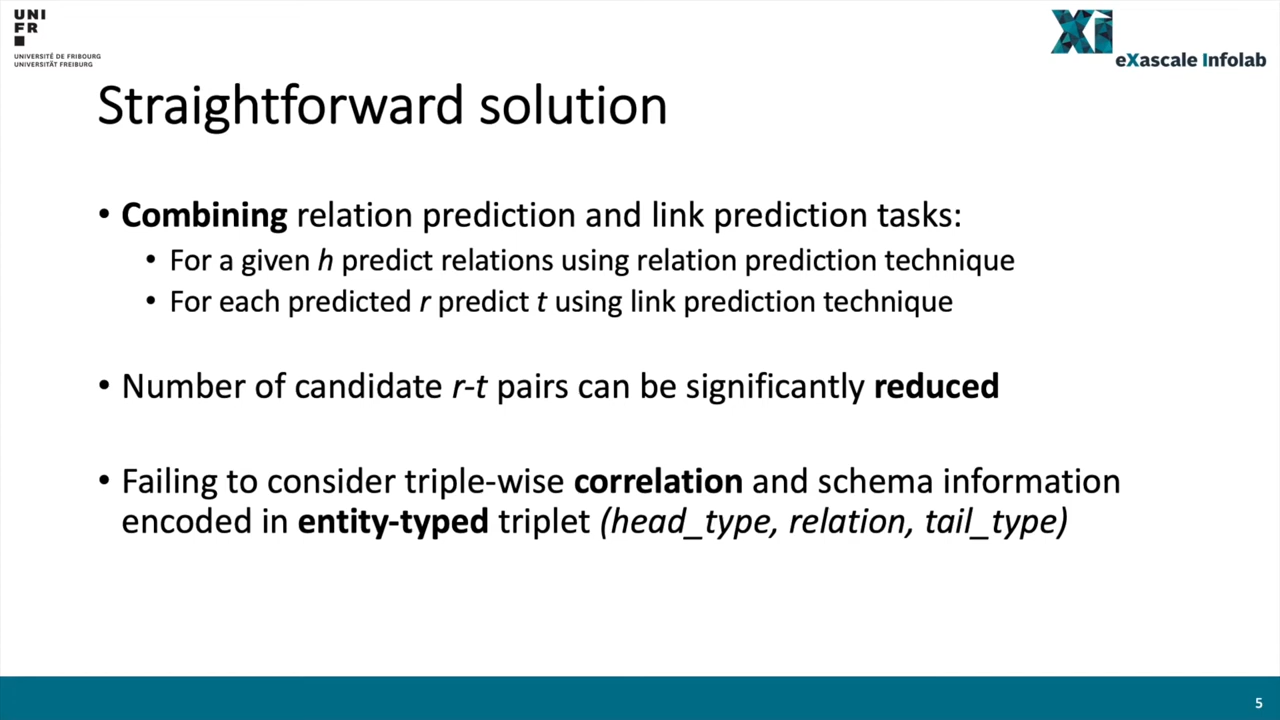 UNI
FR
UNIVERSITÉ DE FRIBOURG
UNIVERSITÄT FREIBURG
Xi
eXascale Infolab
Straightforward solution
• Combining relation prediction and link prediction tasks:
• For a given h predict relations using relation prediction technique
• For each predicted r predict t using link prediction technique
• Number of candidate r-t pairs can be significantly reduced
• Failing to consider triple-wise correlation and schema information
encoded in entity-typed triplet (head_type, relation, tail_type)
5